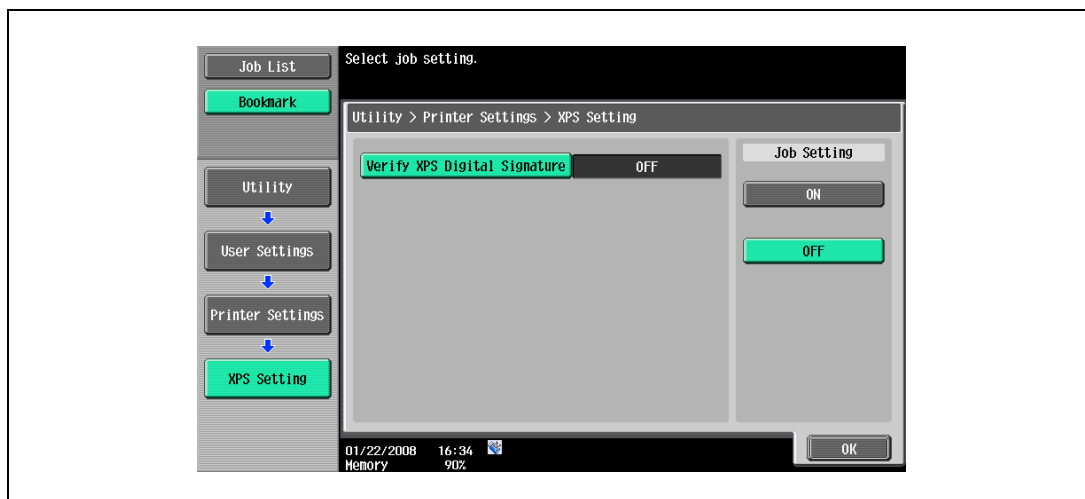 Job List
Bookmark
Select job setting.
Utility > Printer Settings > XPS Setting
Verify XPS Digital Signature
OFF
Job Setting
ON
OFF
Utility
User Settings
Printer Settings
XPS Setting
01/22/2008 16:34
Memory 90%
OK